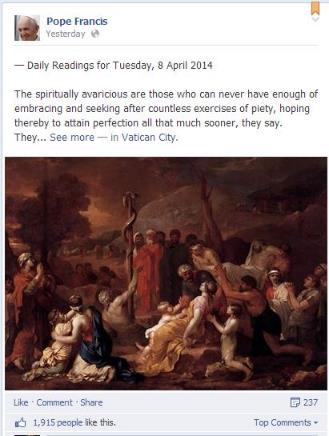 Pope Francis
Yesterday
— Daily Readings for Tuesday, 8 April 2014
The spiritually avaricious are those who can never have enough of
embracing and seeking after countless exercises of piety, hoping
thereby to attain perfection all that much sooner, they say.
They... See more — in Vatican City.
Like · Comment · Share
237
1,915 people like this.
Top Comments